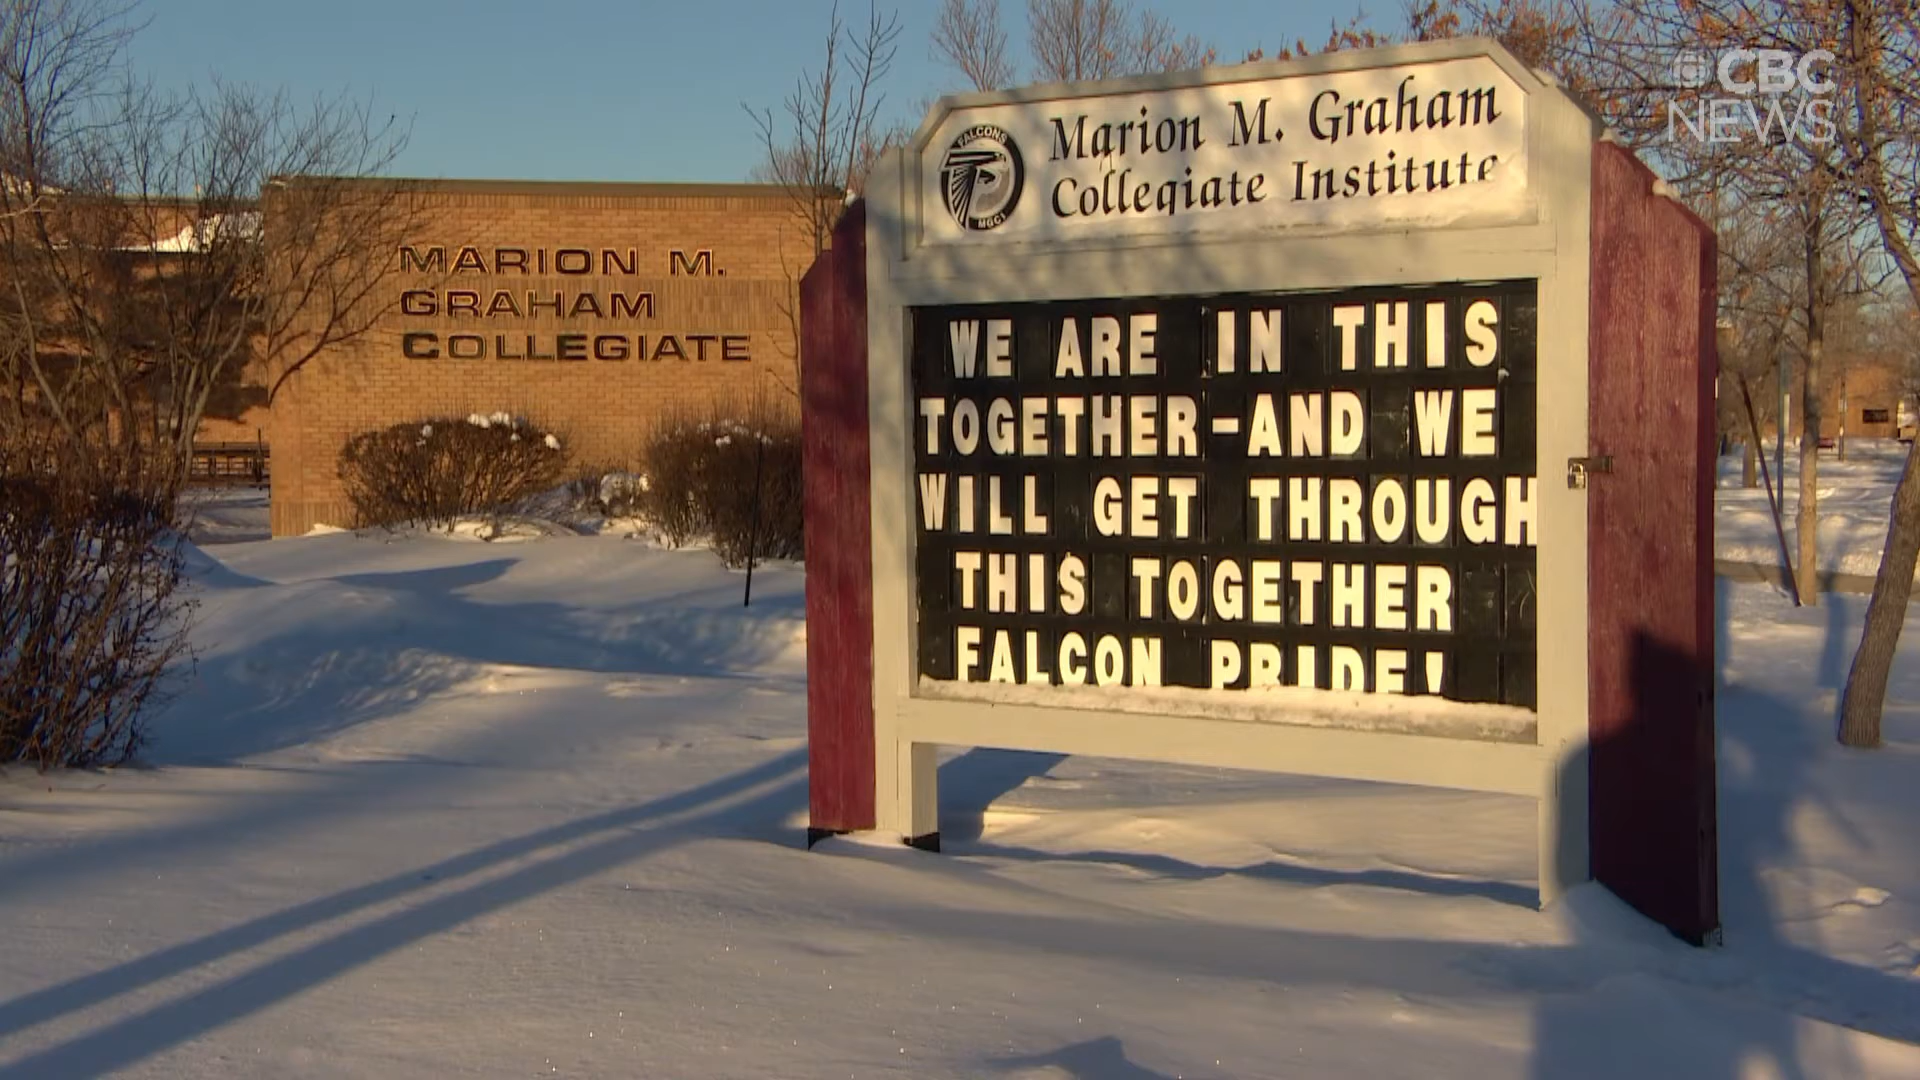 CBC
NEWS
MARION M.
GRAHAM
COLLEGIATE
FALCONS
MGCI
Marion M. Graham
Collegiate Institute
WE ARE IN THIS
TOGETHER-AND WE
WILL GET THROUGH
THIS TOGETHER
FALCON PRIDE!